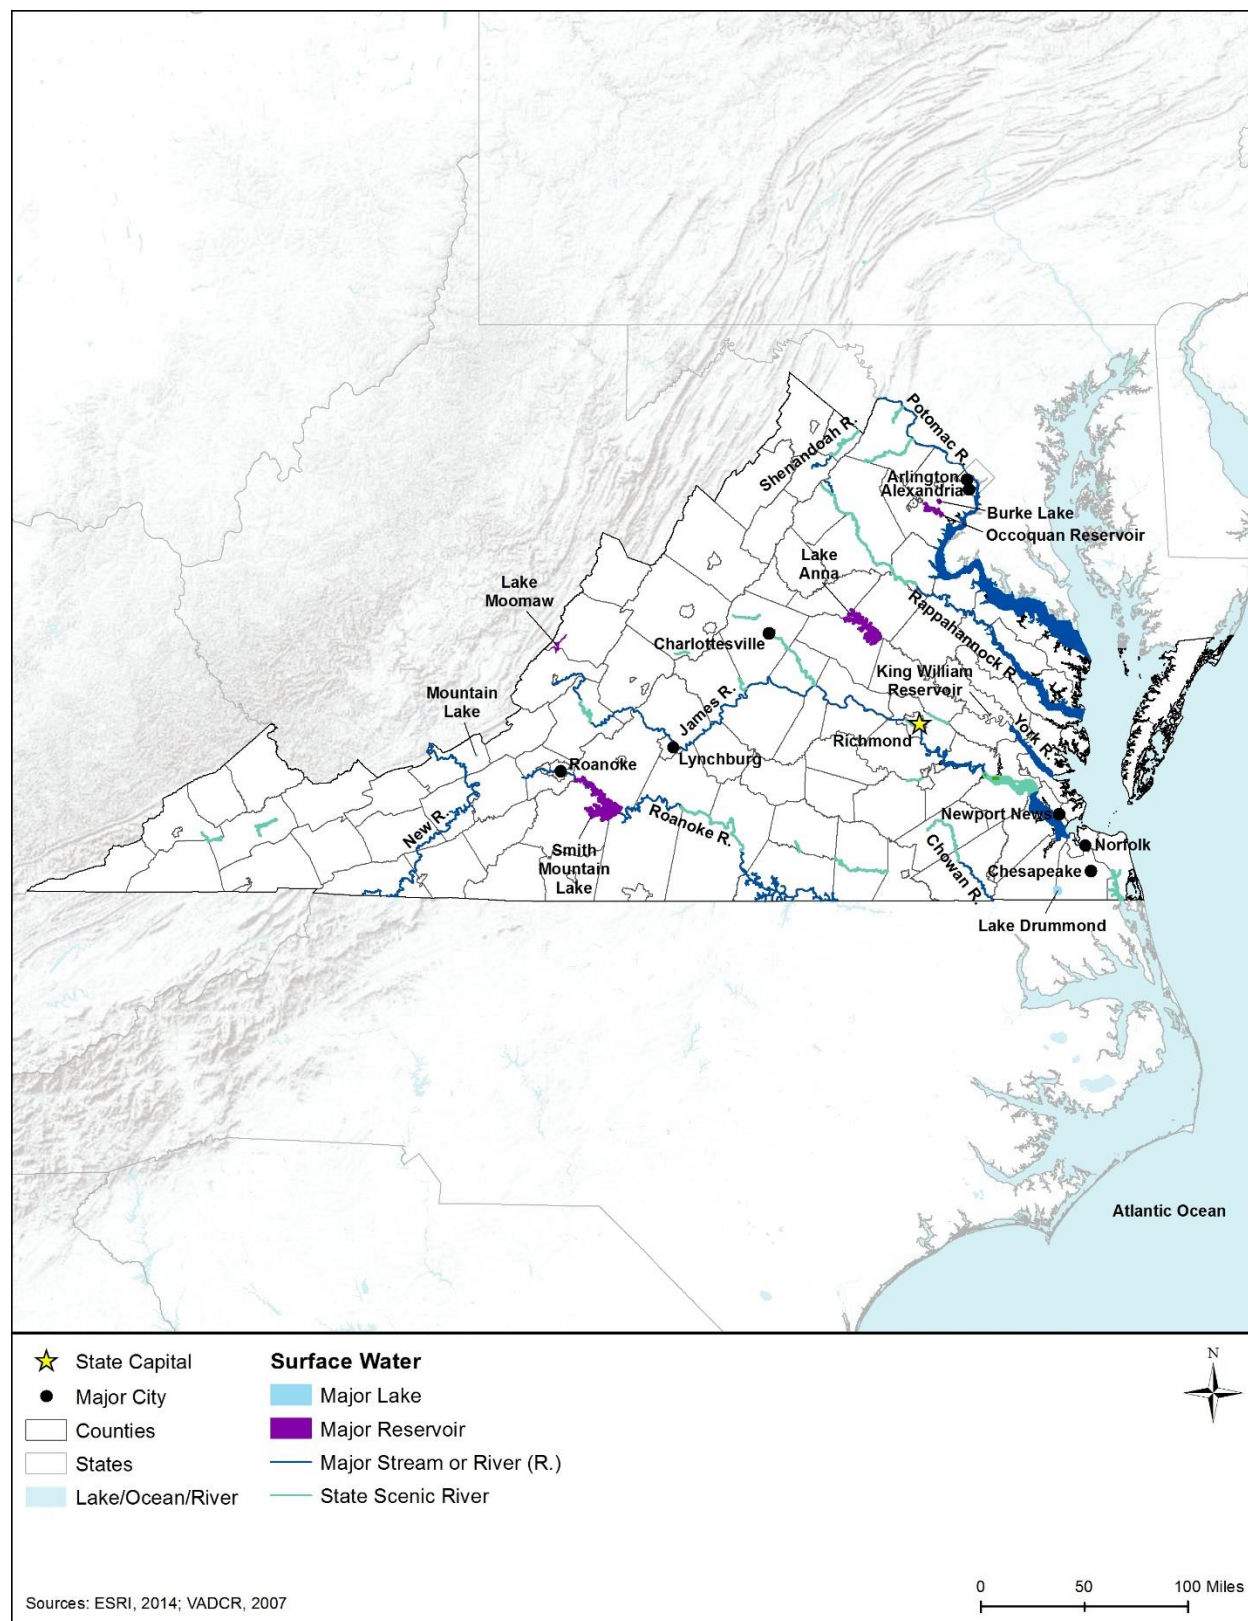 Potomac R.
Shenandoah R.
Arlington
Alexandria
Burke Lake
Occoquan Reservoir
Lake
Anna
Lake
Moomaw
Rappahannock R.
Charlottesville
King William
Reservoir
Mountain
Lake
James R.
York R.
Richmond
Lynchburg
Roanoke
New R.
Roanoke R.
Newport News
Smith
Mountain
Lake
Chowan R.
Norfolk
Chesapeake
Lake Drummond
Atlantic Ocean
State Capital
Major City
Counties
States
Lake/Ocean/River
Surface Water
Major Lake
Major Reservoir
Major Stream or River (R.)
State Scenic River
N
Sources: ESRI, 2014; VADCR, 2007
0 50 100 Miles